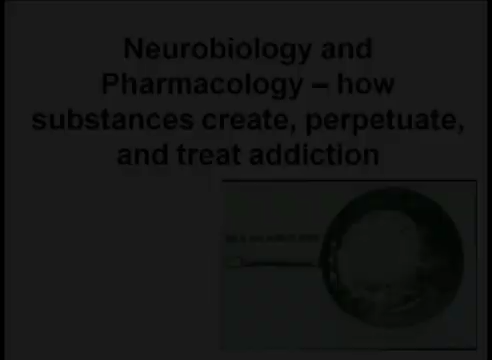 Neurobiology and
Pharmacology – how
substances create, perpetuate,
and treat addiction